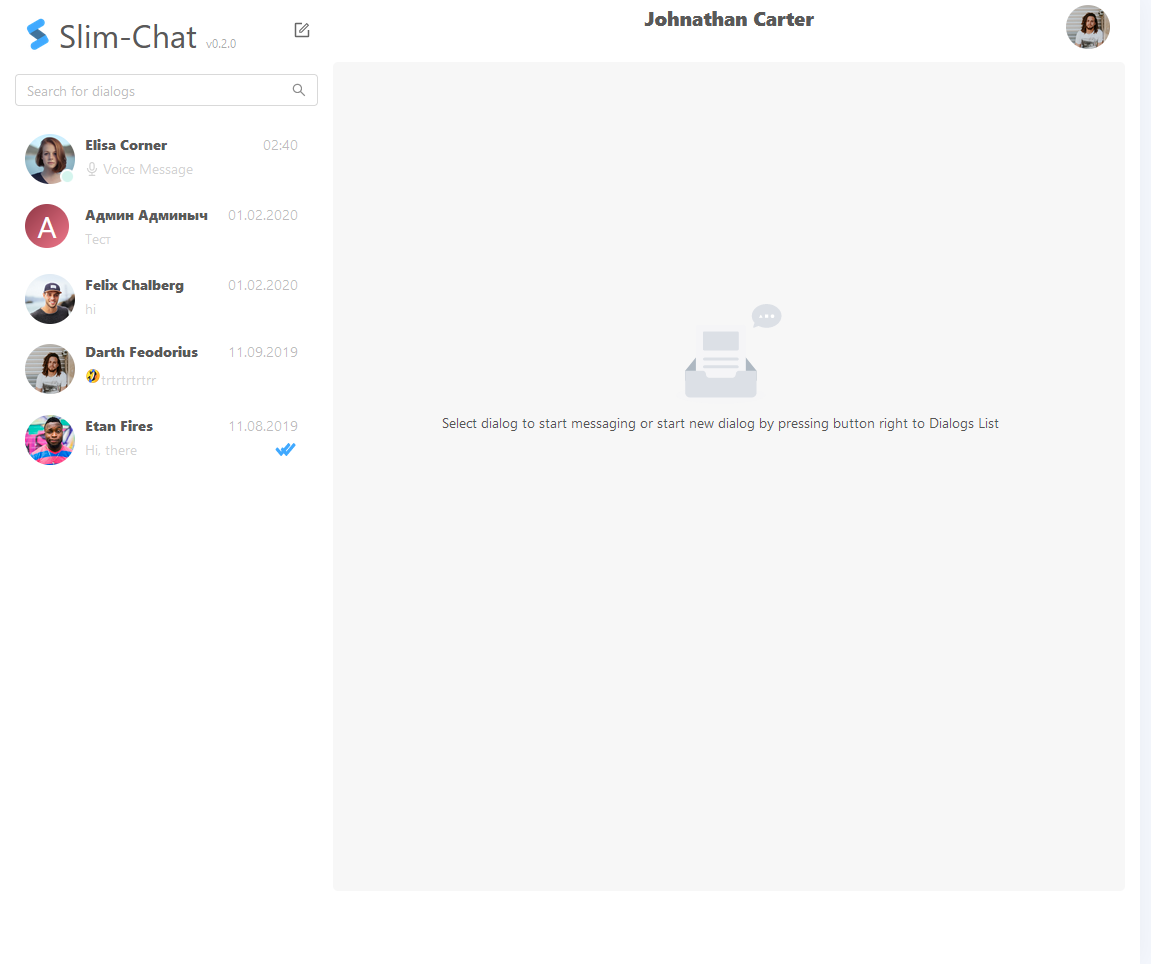 Slim-Chat v0.2.0
Johnathan Carter
Search for dialogs
Elisa Corner 02:40
Voice Message
Админ Админыч 01.02.2020
А
Тест
Felix Chalberg 01.02.2020
hi
Darth Feodorius 11.09.2019
🤣trtrtrtrtrr
Etan Fires 11.08.2019
Hi, there
Select dialog to start messaging or start new dialog by pressing button right to Dialogs List